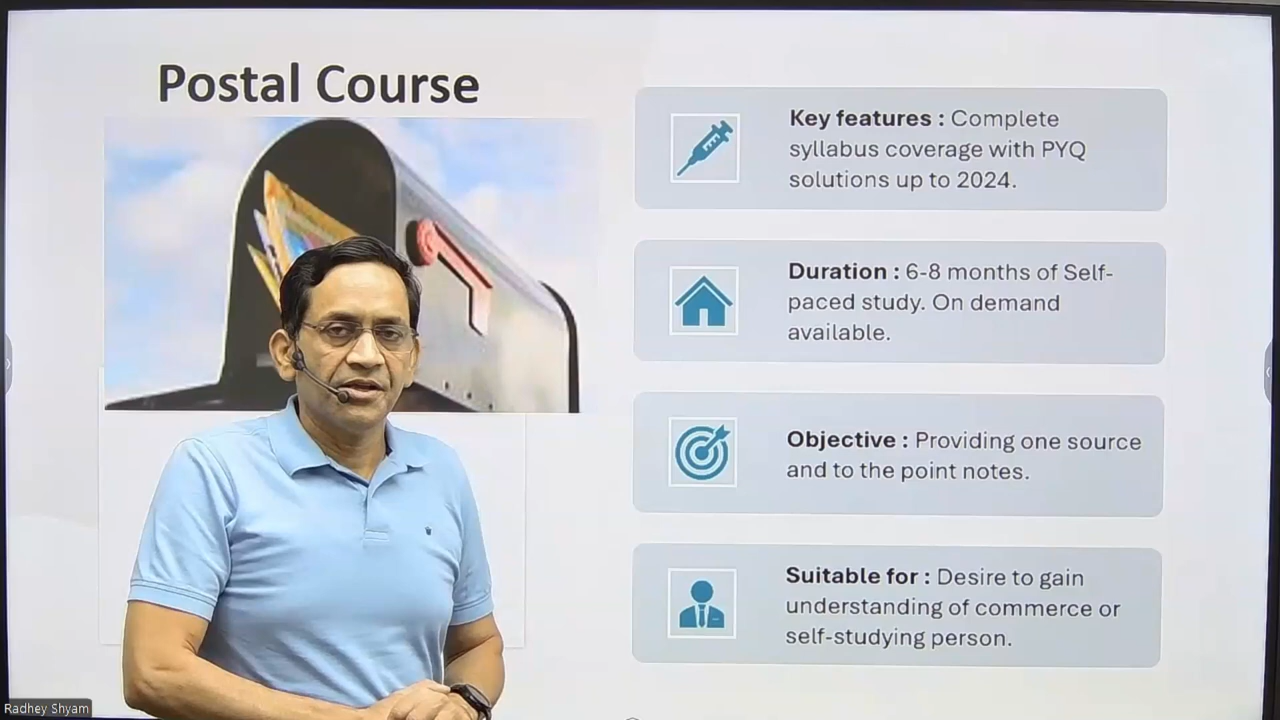 Postal Course
Key features : Complete
syllabus coverage with PYQ
solutions up to 2024.
Duration : 6-8 months of Self-
paced study. On demand
available.
Objective : Providing one source
and to the point notes.
Suitable for : Desire to gain
understanding of commerce or
self-studying person.
Radhey Shyam